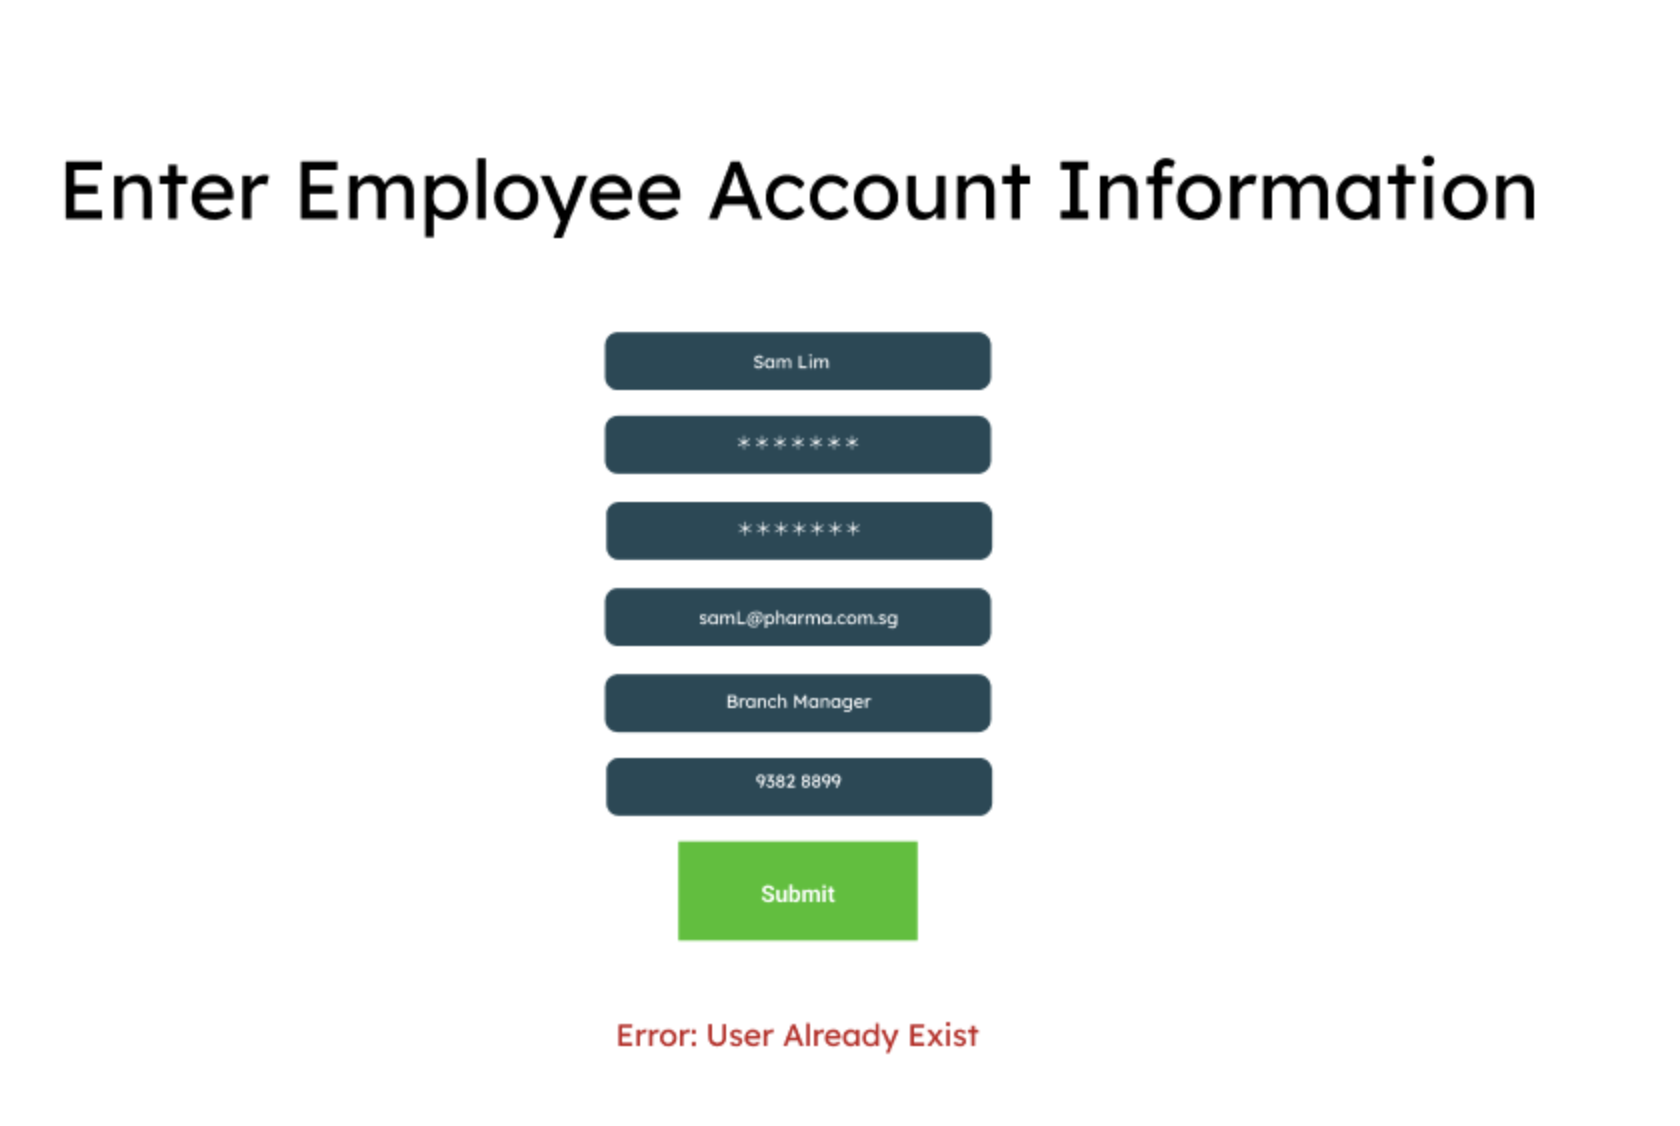 Enter Employee Account Information
Sam Lim
*******
*******
samL@pharma.com.sg
Branch Manager
9382 8899
Submit
Error: User Already Exist